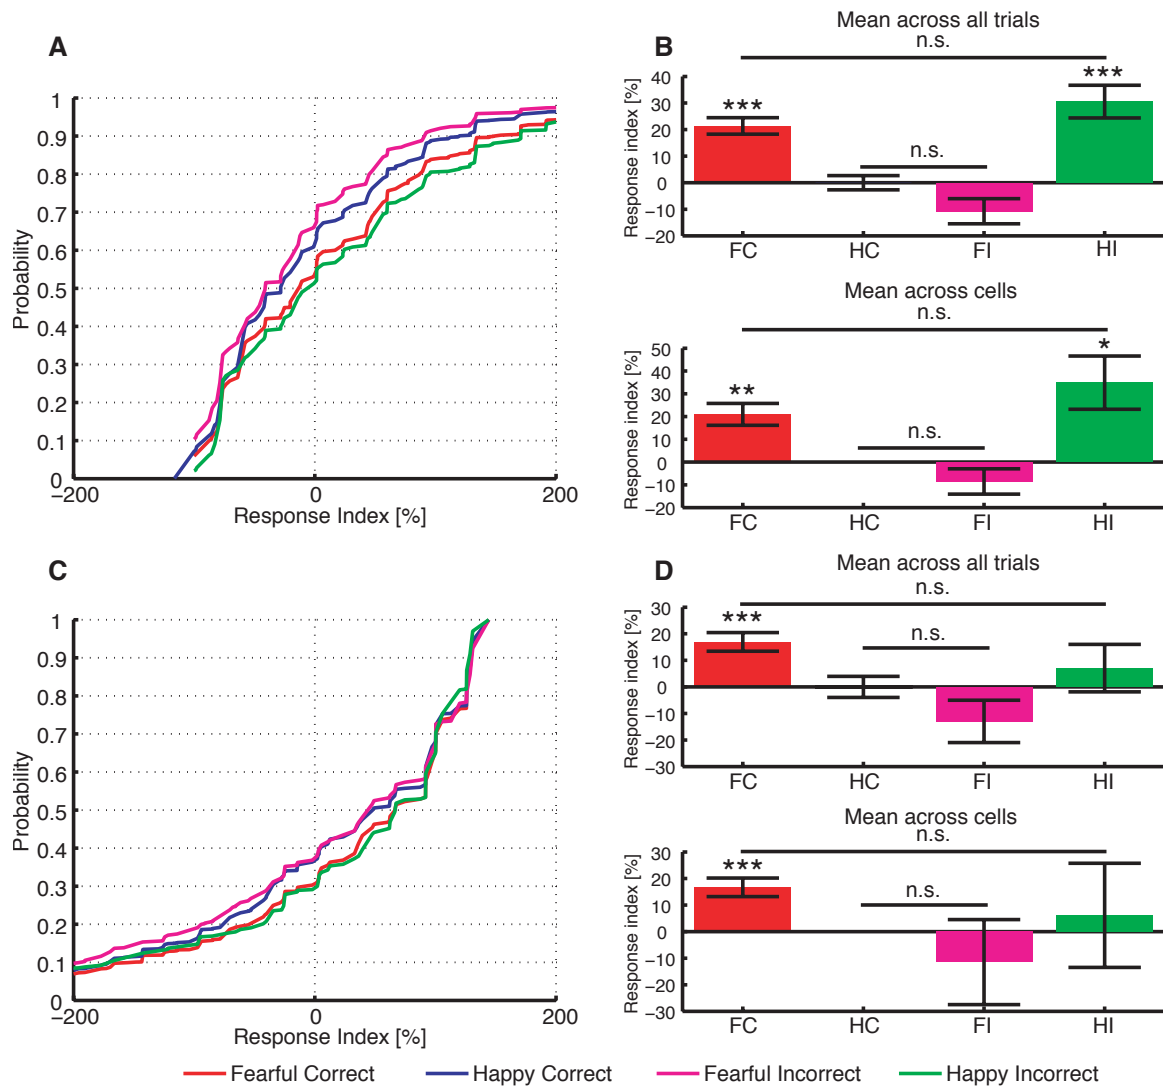 A
1
0.9
0.8
0.7
0.6
0.5
0.4
0.3
0.2
0.1
0
−200
0
200
Probability
Response Index [%]
B
Mean across all trials
n.s.
***
***
n.s.
40
30
20
10
0
−10
−20
Response index [%]
FC HC FI HI
Mean across cells
n.s.
**
*
n.s.
50
40
30
20
10
0
−10
−20
Response index [%]
FC HC FI HI
C
1
0.9
0.8
0.7
0.6
0.5
0.4
0.3
0.2
0.1
0
−200
0
200
Probability
Response Index [%]
D
Mean across all trials
n.s.
***
n.s.
30
20
10
0
−10
−20
−30
Response index [%]
FC HC FI HI
Mean across cells
n.s.
***
n.s.
30
20
10
0
−10
−20
−30
Response index [%]
FC HC FI HI
Fearful Correct Happy Correct Fearful Incorrect Happy Incorrect